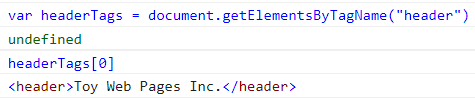 var headerTags = document.getElementsByTagName("header")
undefined
headerTags[0]
<header>Toy Web Pages Inc.</header>